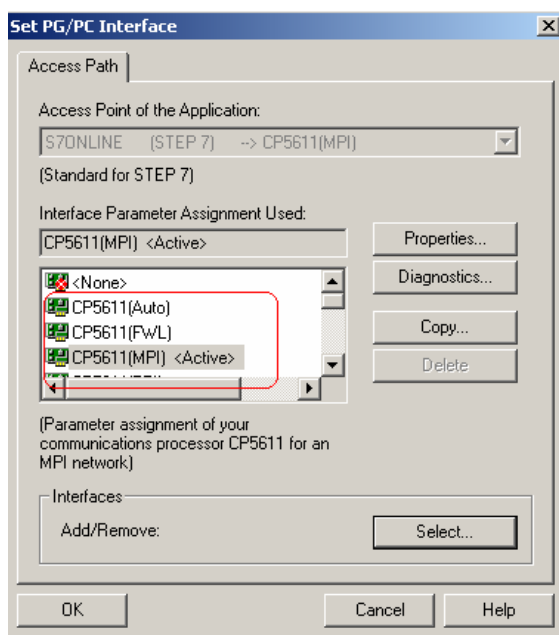 Set PG/PC Interface
Access Path
Access Point of the Application:
S7ONLINE (STEP 7) --> CP5611(MPI)
(Standard for STEP 7)
Interface Parameter Assignment Used:
CP5611(MPI) <Active>
Properties...
<None>
Diagnostics...
CP5611(Auto)
CP5611(FWL)
Copy...
CP5611(MPI) <Active>
Delete
(Parameter assignment of your
communications processor CP5611 for an
MPI network)
Interfaces
Add/Remove:
Select...
OK
Cancel
Help